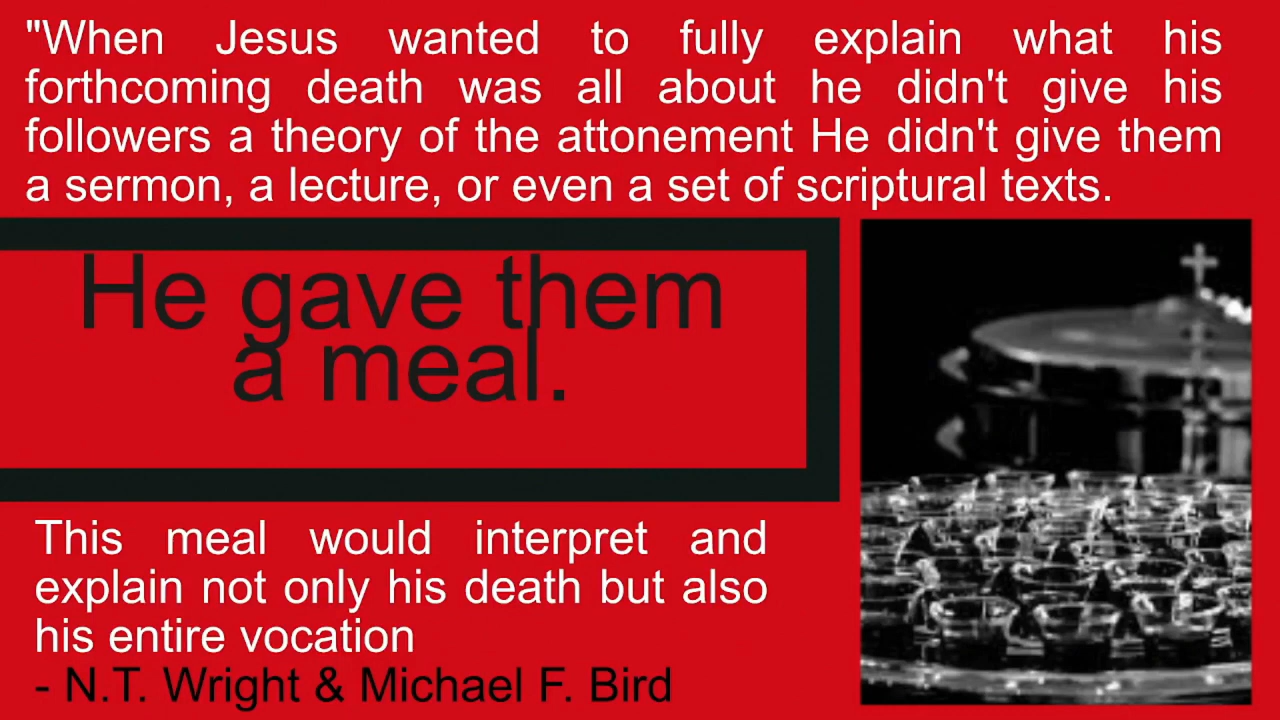 "When Jesus wanted to fully explain what his
forthcoming death was all about he didn't give his
followers a theory of the attonement He didn't give them
a sermon, a lecture, or even a set of scriptural texts.
He gave them
a meal.
This meal would interpret and
explain not only his death but also
his entire vocation
- N.T. Wright & Michael F. Bird